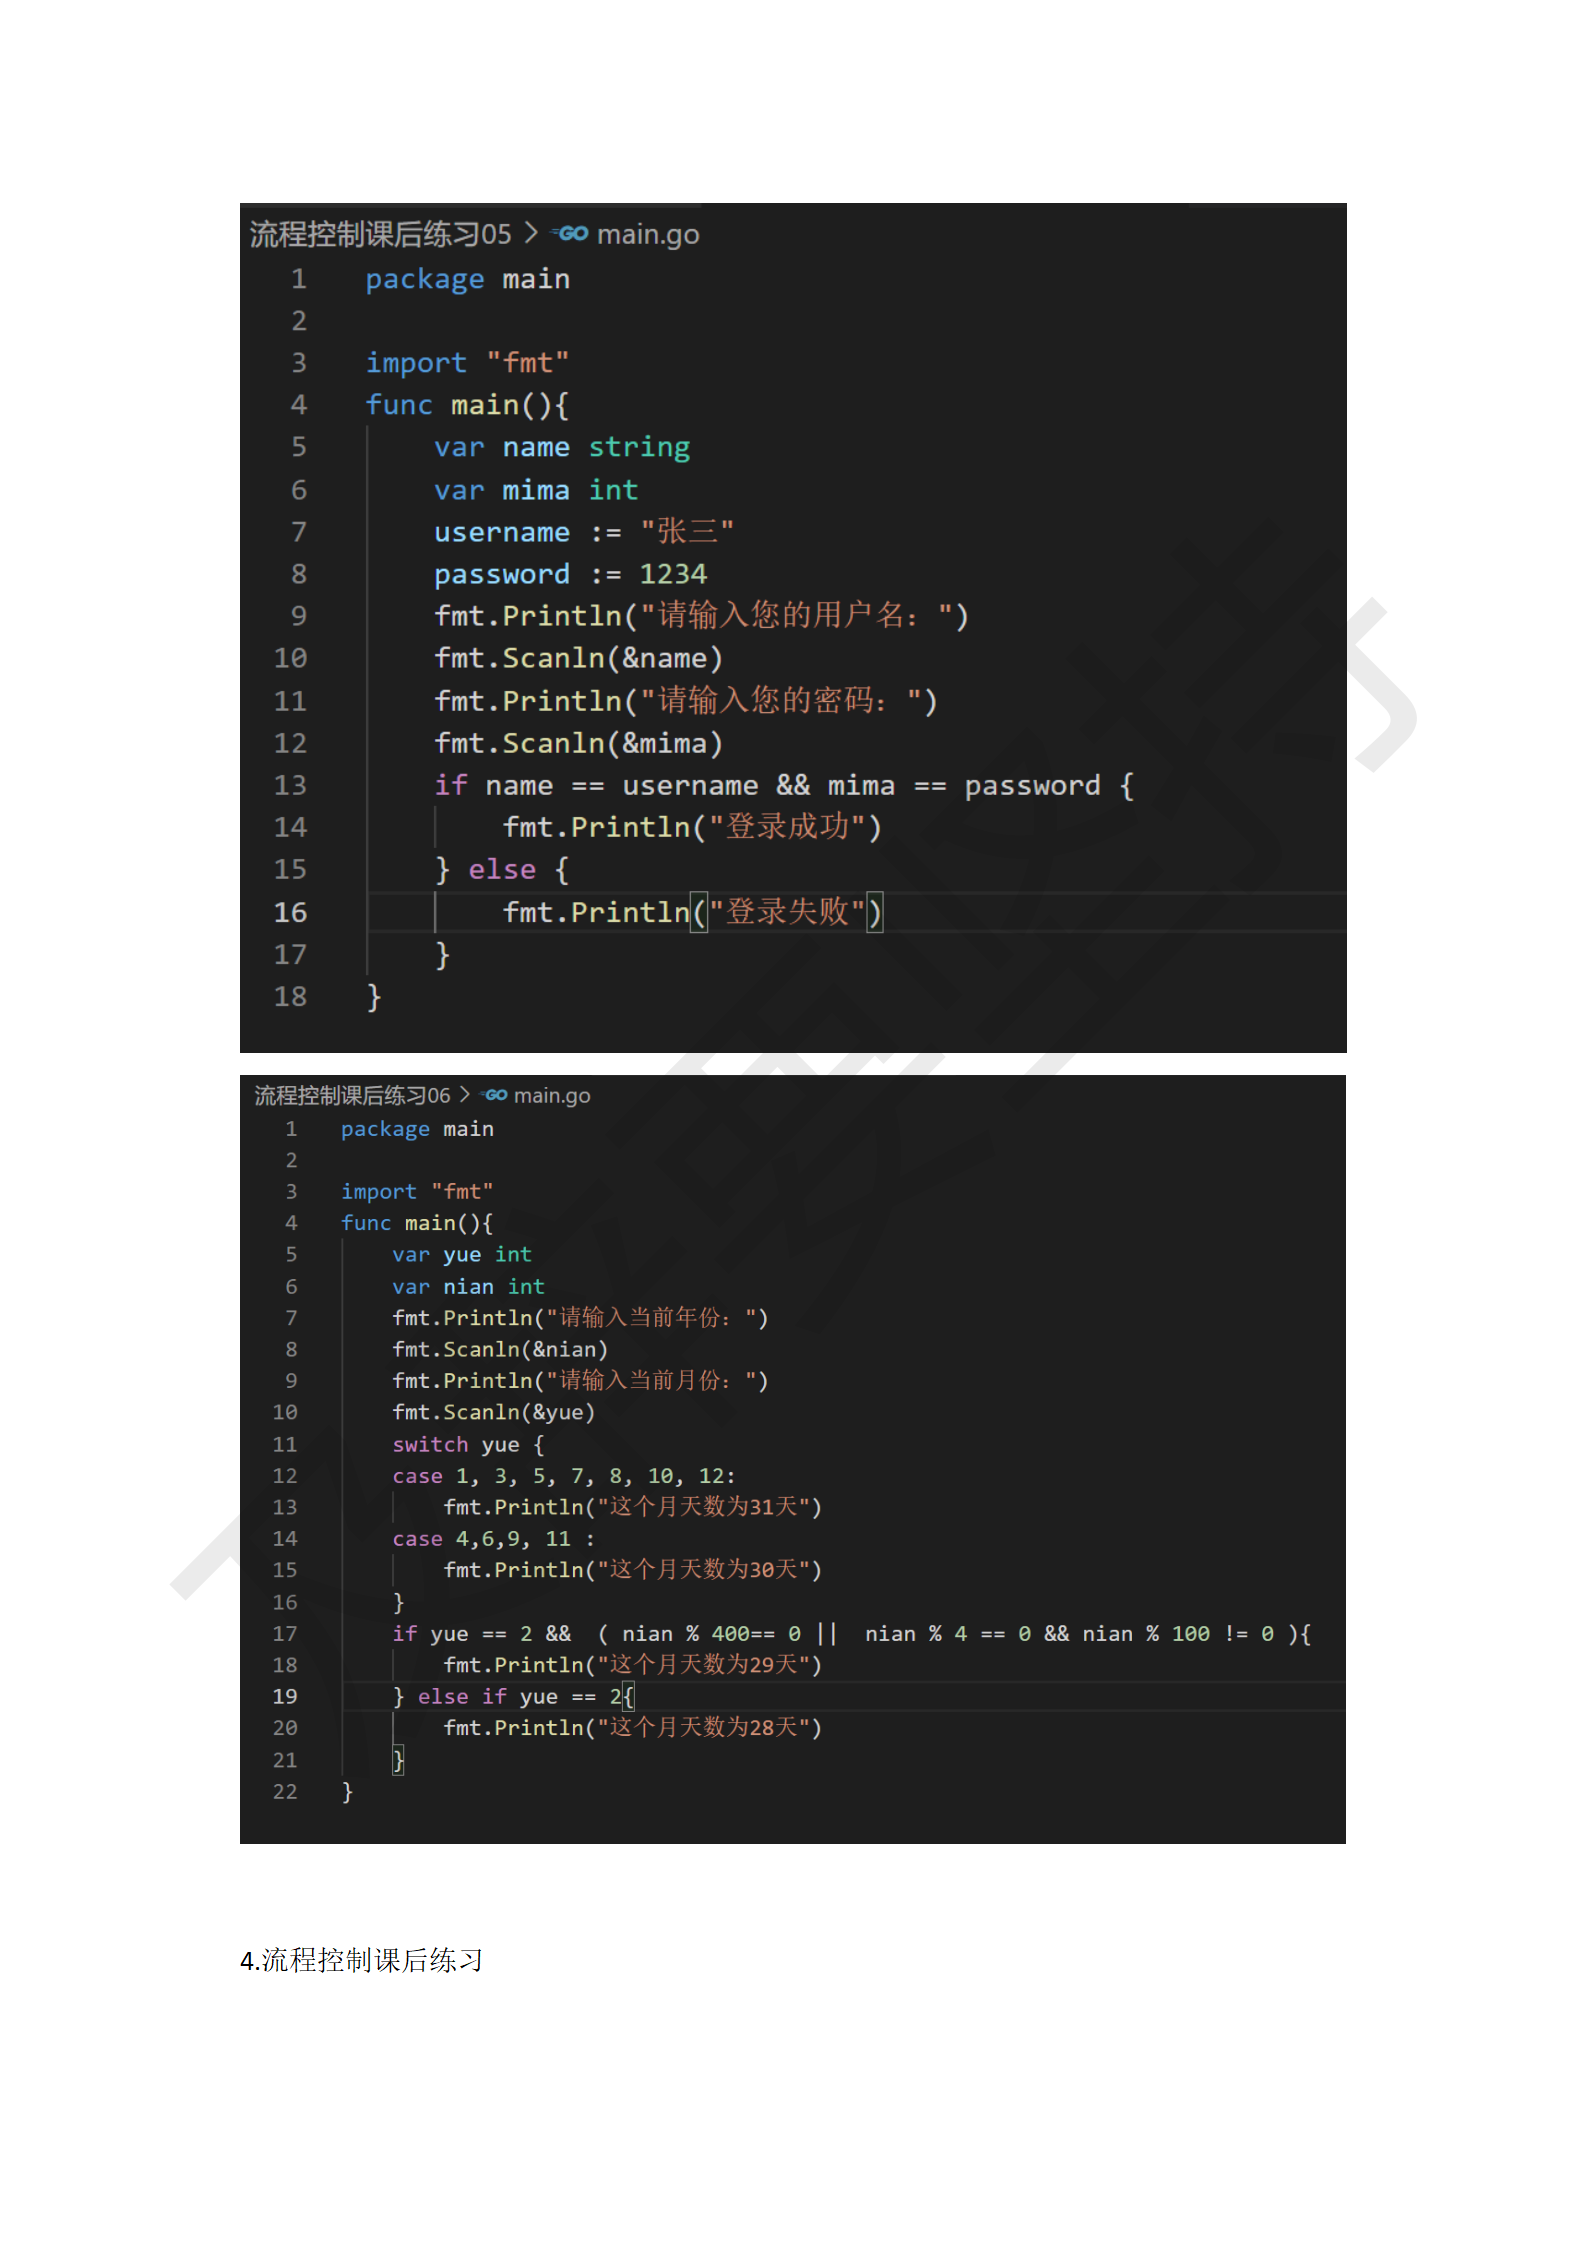 流程控制课后练习05 > GO main.go
1 package main
2
3 import "fmt"
4 func main(){
5 var name string
6 var mima int
7 username := "张三"
8 password := 1234
9 fmt.Println("请输入您的用户名：")
10 fmt.Scanln(&name)
11 fmt.Println("请输入您的密码：")
12 fmt.Scanln(&mima)
13 if name == username && mima == password {
14 fmt.Println("登录成功")
15 } else {
16 fmt.Println("登录失败")
17 }
18 }
流程控制课后练习06 > GO main.go
1 package main
2
3 import "fmt"
4 func main(){
5 var yue int
6 var nian int
7 fmt.Println("请输入当前年份：")
8 fmt.Scanln(&nian)
9 fmt.Println("请输入当前月份：")
10 fmt.Scanln(&yue)
11 switch yue {
12 case 1, 3, 5, 7, 8, 10, 12:
13 fmt.Println("这个月天数为31天")
14 case 4,6,9, 11 :
15 fmt.Println("这个月天数为30天")
16 }
17 if yue == 2 && ( nian % 400== 0 || nian % 4 == 0 && nian % 100 != 0 ){
18 fmt.Println("这个月天数为29天")
19 } else if yue == 2{
20 fmt.Println("这个月天数为28天")
21 }
22 }
4.流程控制课后练习